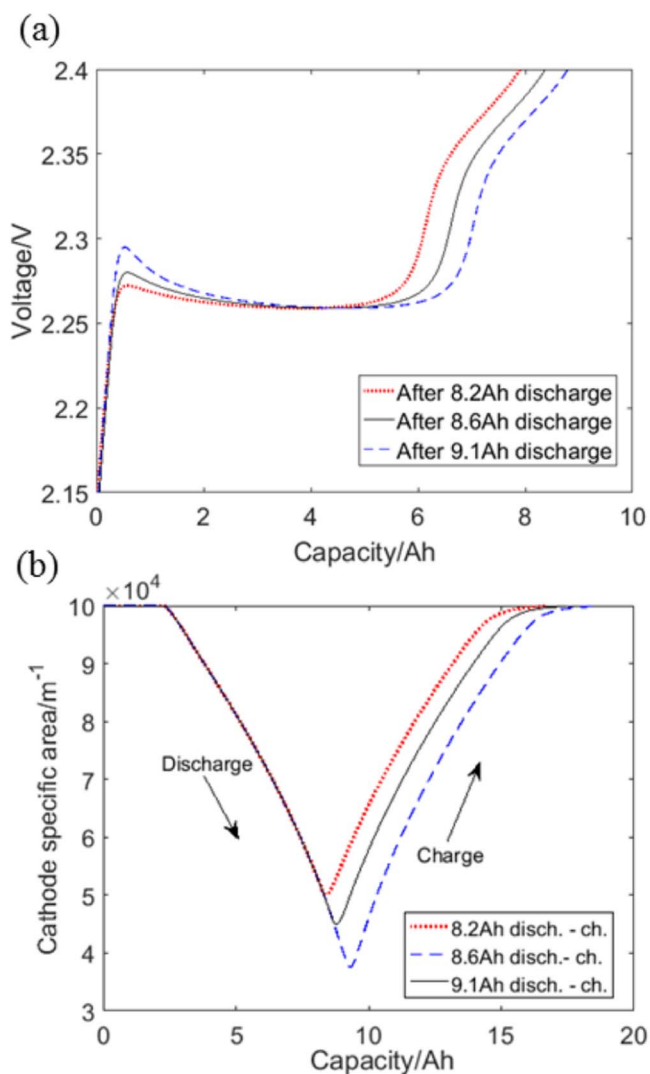 (a)
2.4
2.35
2.3
2.25
2.2
2.15
Voltage/V
After 8.2Ah discharge
After 8.6Ah discharge
After 9.1Ah discharge
0 2 4 6 8 10
Capacity/Ah
(b)
×10⁴
10
9
8
7
6
5
4
3
Cathode specific area/m⁻¹
Discharge
Charge
8.2Ah disch. - ch.
8.6Ah disch.- ch.
9.1Ah disch. - ch.
0 5 10 15 20
Capacity/Ah